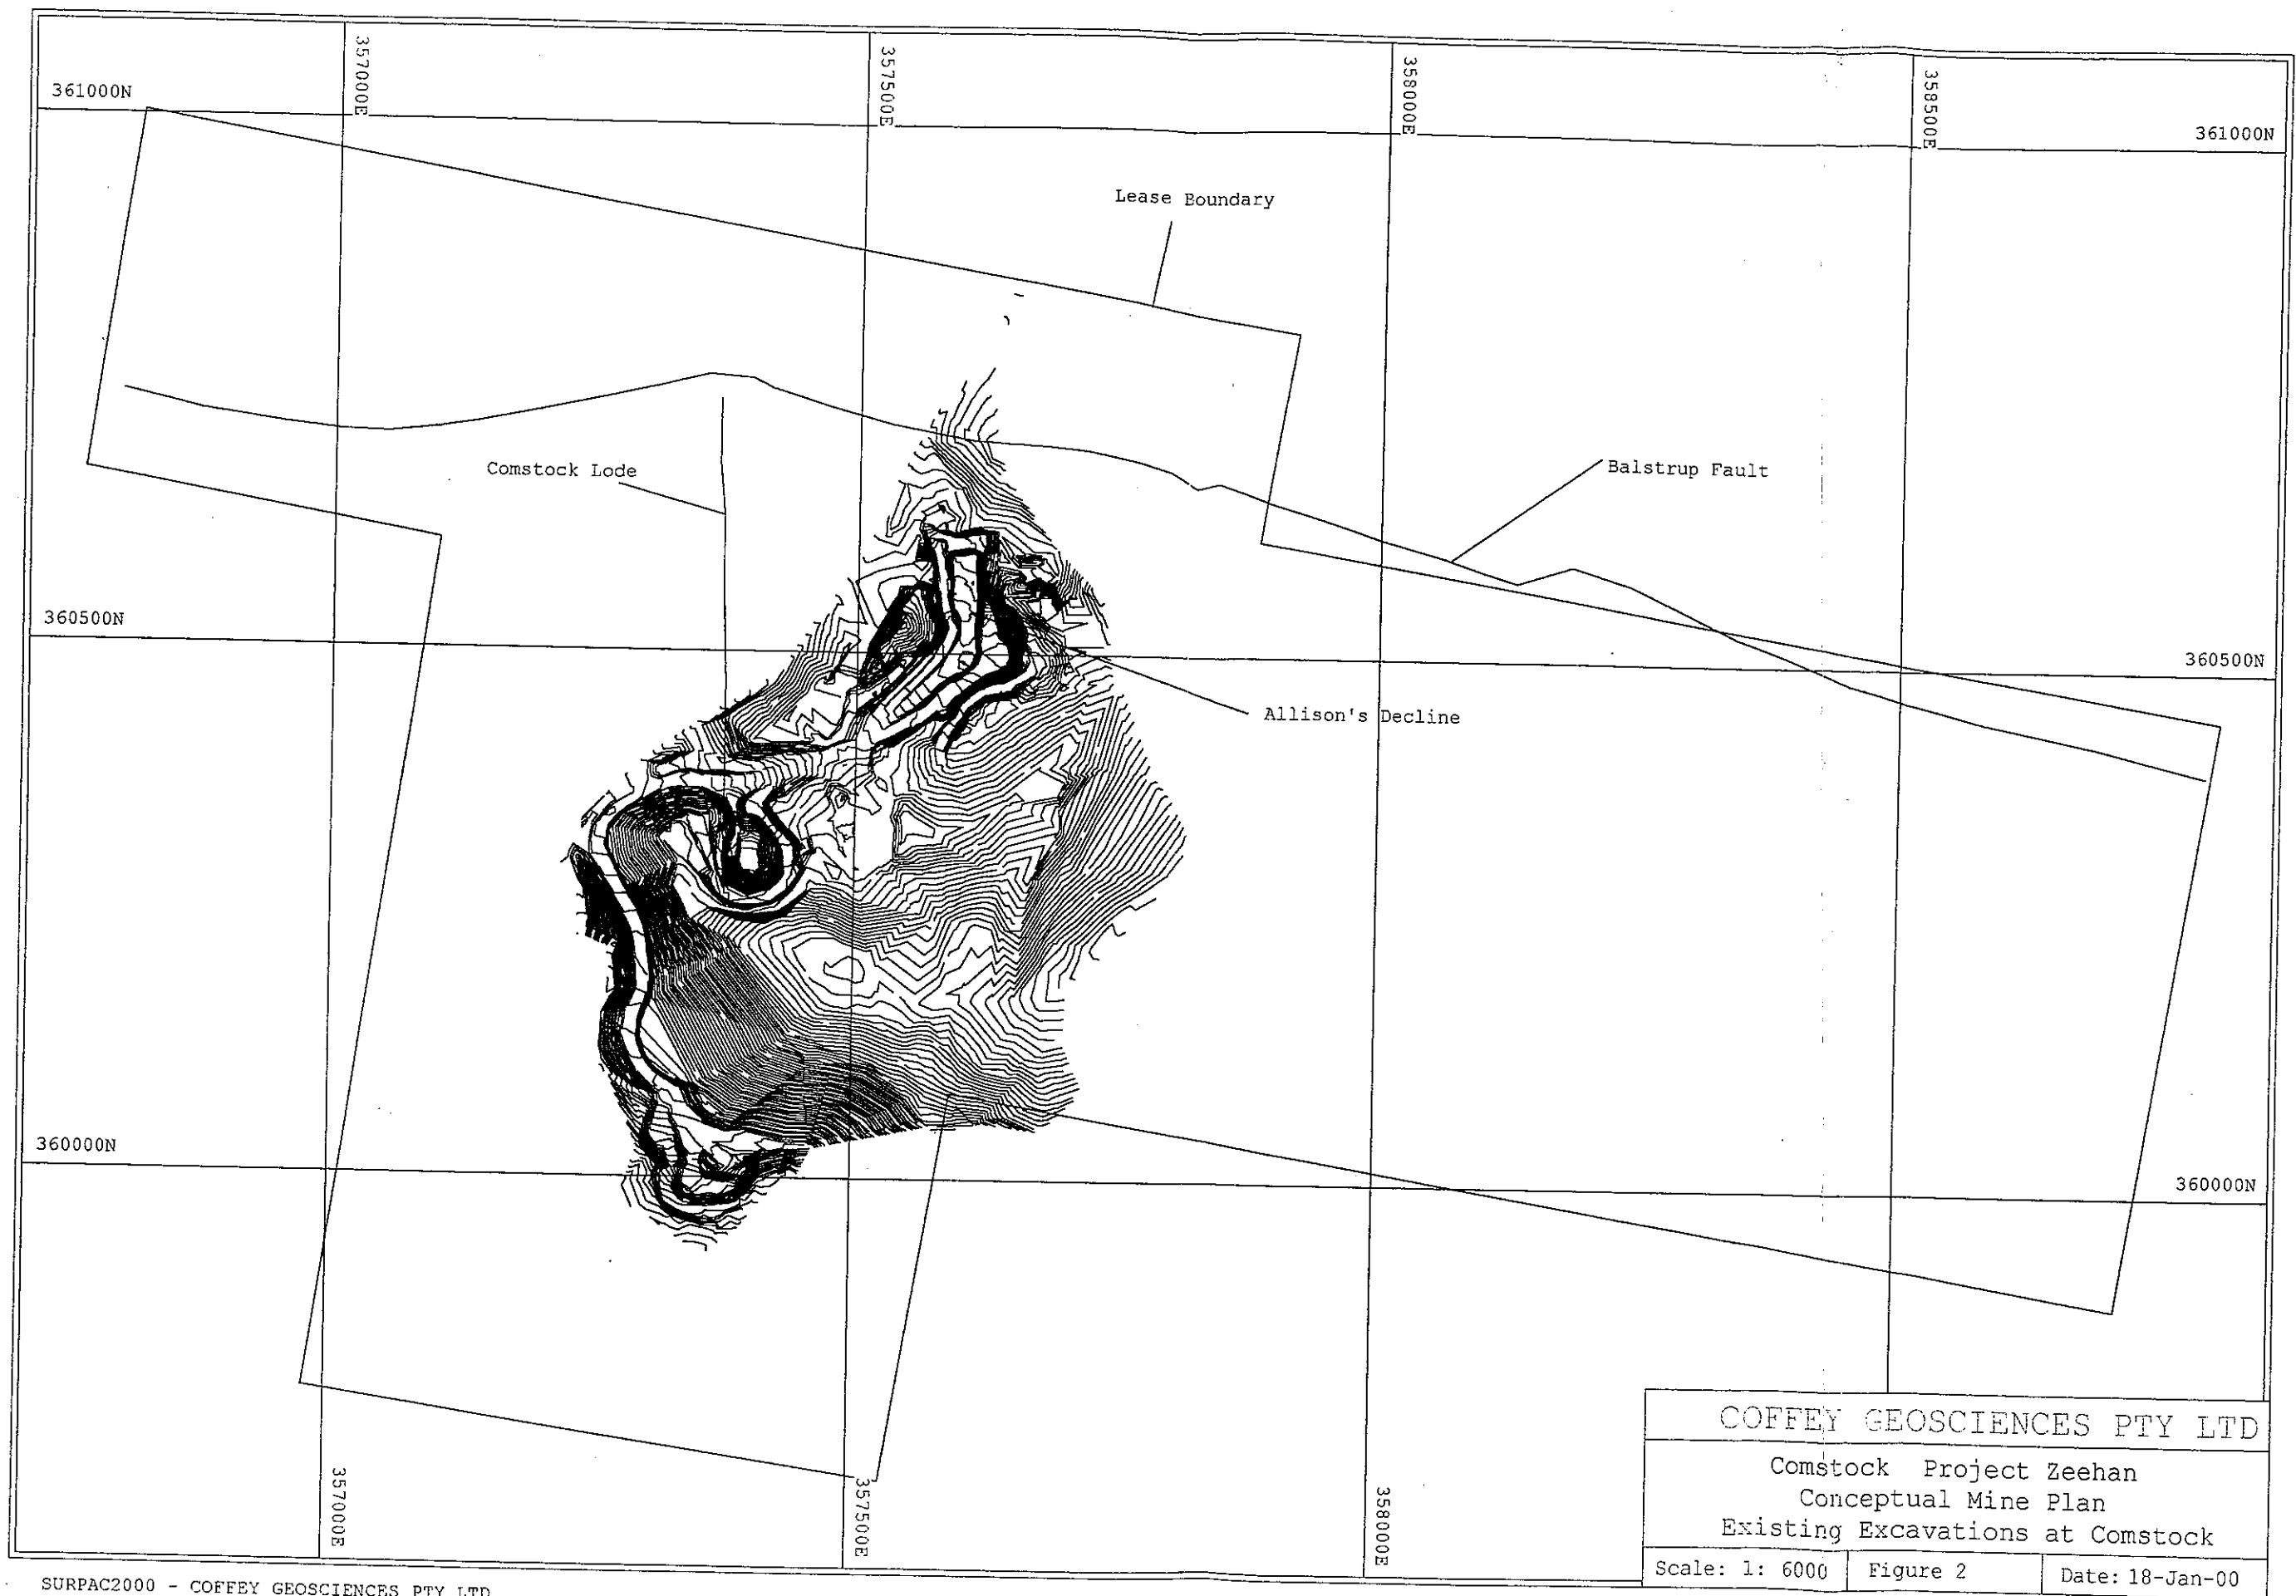 357000E
357500E
358000E
358500E
361000N
361000N
Lease Boundary
Comstock Lode
Balstrup Fault
360500N
360500N
Allison's Decline
360000N
360000N
357000E
357500E
358000E
COFFEY GEOSCIENCES PTY LTD
Comstock Project Zeehan
Conceptual Mine Plan
Existing Excavations at Comstock
Scale: 1: 6000
Figure 2
Date: 18-Jan-00
SURPAC2000 - COFFEY GEOSCIENCES PTY LTD